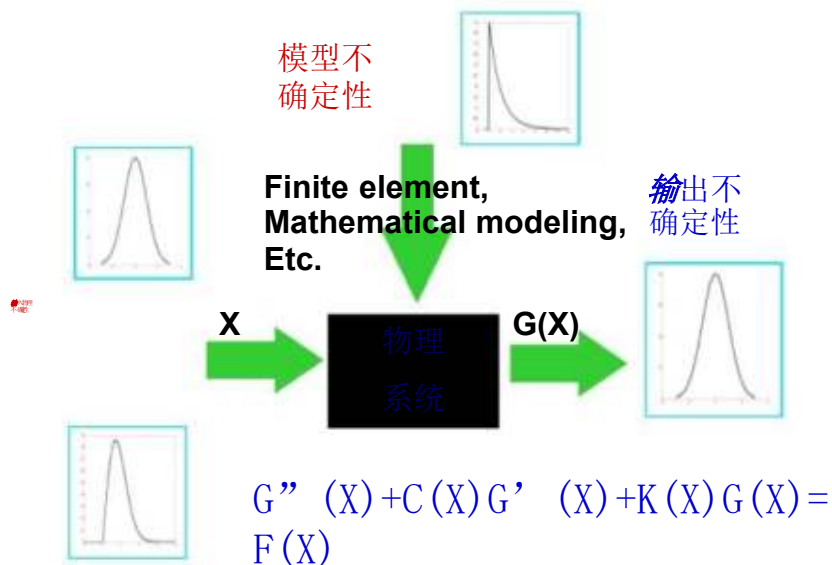 模型不
确定性
Finite element,
Mathematical modeling,
Etc.
输出不
确定性
X
G(X)
物理
系统
G”(X)+C(X)G’ (X)+K(X)G(X)=
F(X)